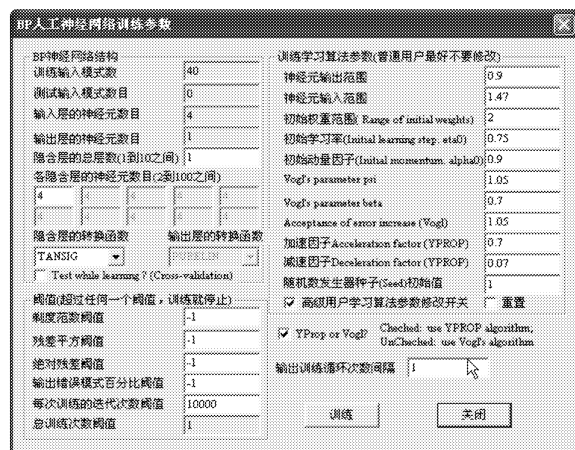 BP人工神经网络训练参数
BP神经网络结构
训练输入模式数 40
测试输入模式数目 0
输入层的神经元数目 4
输出层的神经元数目 1
隐含层的总层数(1到10之间) 1
各隐含层的神经元数目(2到100之间)
4 4 4 4 4
4 4 4 4 4
隐含层的转换函数 输出层的转换函数
TANSIG PURELIN
Test while learning ? (Cross-validation)
阈值(超过任何一个阈值，训练就停止)
剃度范数阈值 -1
残差平方阈值 -1
绝对残差阈值 -1
输出错误模式百分比阈值 -1
每次训练的迭代次数阈值 10000
总训练次数阈值 1
训练学习算法参数(普通用户最好不要修改)
神经元输出范围 0.9
神经元输入范围 1.47
初始权重范围( Range of initial weights) 2
初始学习率(Initial learning step. eta0) 0.75
初始动量因子(Initial momentum. alpha0) 0.9
Vogl's parameter psi 1.05
Vogl's parameter beta 0.7
Acceptance of error increase (Vogl) 1.05
加速因子Acceleration factor (YPROP) 0.7
减速因子Deceleration factor (YPROP) 0.07
随机数发生器种子(Seed)初始值 1
高级用户学习算法参数修改开关 重置
YProp or Vogl? Cheched: use YPROP algorithm,
UnCheched: use Vogl's algorithm
输出训练循环次数间隔 1
训练 关闭